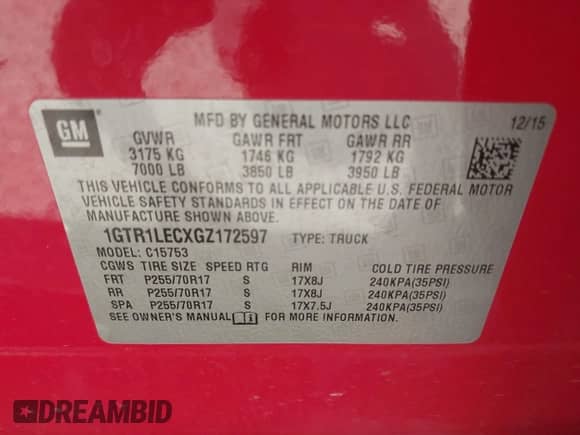 GM
MFD BY GENERAL MOTORS LLC 12/15
GVWR GAWR FRT GAWR RR
3175 KG 1746 KG 1792 KG
7000 LB 3850 LB 3950 LB
THIS VEHICLE CONFORMS TO ALL APPLICABLE U.S. FEDERAL MOTOR
VEHICLE SAFETY STANDARDS IN EFFECT ON THE DATE OF
MANUFACTURE SHOWN ABOVE.
1GTR1LECXGZ172597 TYPE: TRUCK
MODEL: C15753
CGWS TIRE SIZE SPEED RTG RIM COLD TIRE PRESSURE
FRT P255/70R17 S 17X8J 240KPA(35PSI)
RR P255/70R17 S 17X8J 240KPA(35PSI)
SPA P255/70R17 S 17X7.5J 240KPA(35PSI)
SEE OWNER'S MANUAL FOR MORE INFORMATION.
DREAMBID